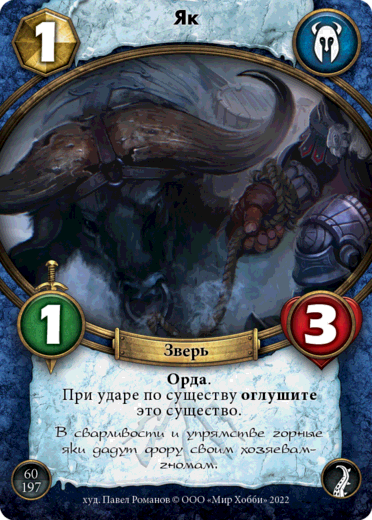 Як
1
1
3
Зверь
Орда.
При ударе по существу оглушите
это существо.
В сварливости и упрямстве горные
яки дадут фору своим хозяевам-
гномам.
60
197
худ. Павел Романов © ООО «Мир Хобби» 2022